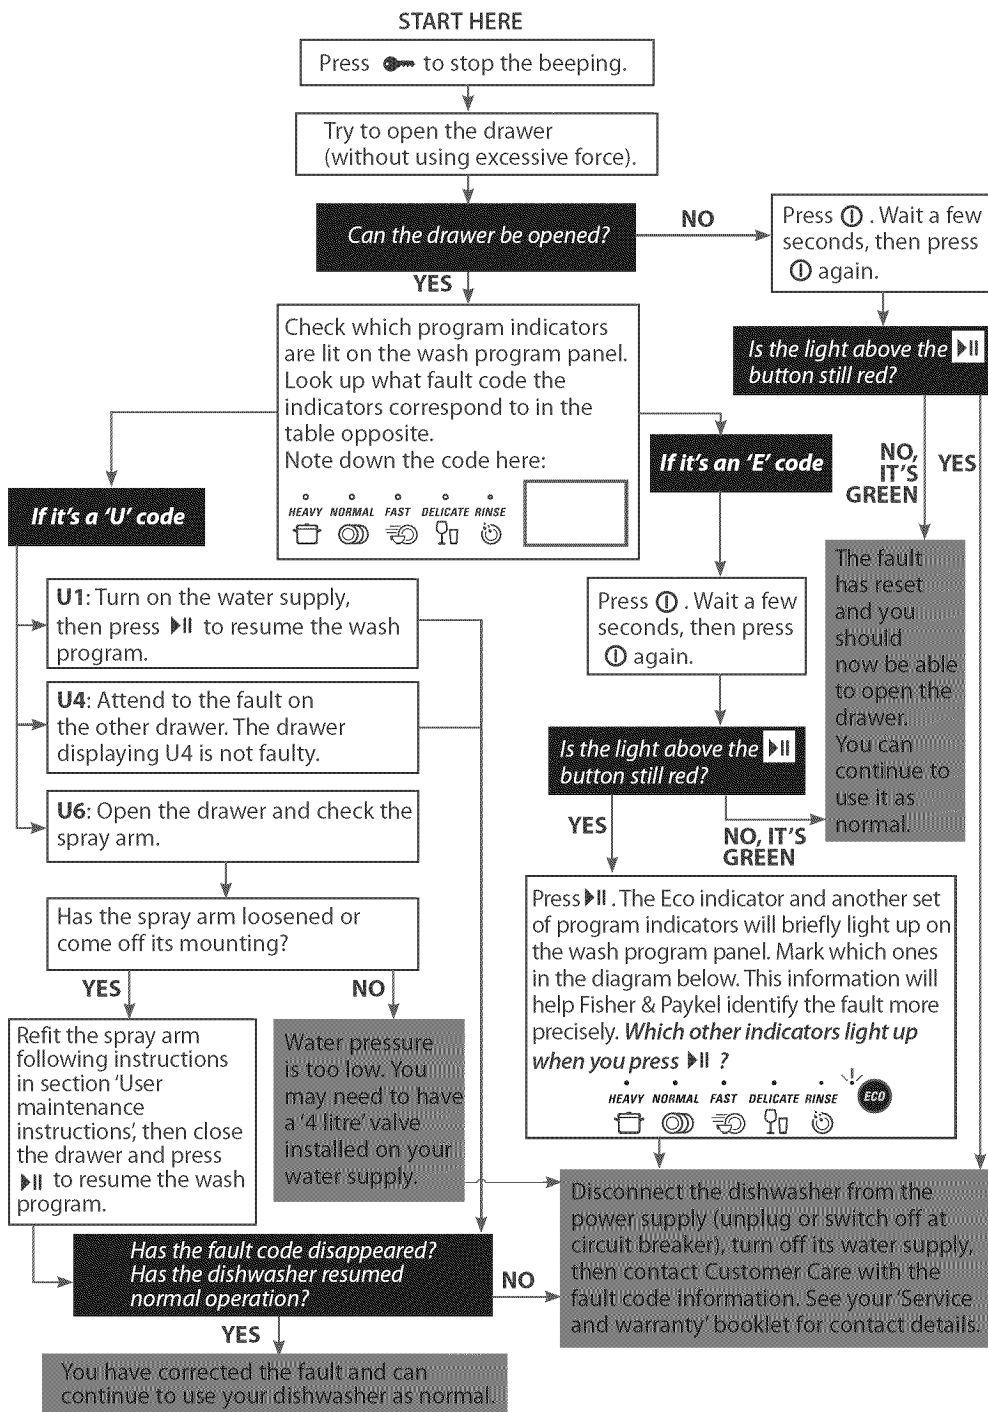 START HERE
Press to stop the beeping.
Try to open the drawer
(without using excessive force).
Can the drawer be opened?
NO
Press . Wait a few
seconds, then press
again.
Is the light above the
button still red?
NO,
IT'S
GREEN
YES
The fault
has reset
and you
should
now be able
to open the
drawer.
You can
continue to
use it as
normal.
YES
Check which program indicators
are lit on the wash program panel.
Look up what fault code the
indicators correspond to in the
table opposite.
Note down the code here:
HEAVY NORMAL FAST DELICATE RINSE
If it's a 'U' code
U1: Turn on the water supply,
then press to resume the wash
program.
U4: Attend to the fault on
the other drawer. The drawer
displaying U4 is not faulty.
U6: Open the drawer and check the
spray arm.
Has the spray arm loosened or
come off its mounting?
YES
NO
Refit the spray arm
following instructions
in section 'User
maintenance
instructions', then close
the drawer and press
to resume the wash
program.
Water pressure
is too low. You
may need to have
a '4 litre' valve
installed on your
water supply.
If it's an 'E' code
Press . Wait a few
seconds, then press
again.
Is the light above the
button still red?
YES
NO, IT'S
GREEN
Press . The Eco indicator and another set
of program indicators will briefly light up on
the wash program panel. Mark which ones
in the diagram below. This information will
help Fisher & Paykel identify the fault more
precisely. Which other indicators light up
when you press ?
HEAVY NORMAL FAST DELICATE RINSE ECO
Has the fault code disappeared?
Has the dishwasher resumed
normal operation?
NO
YES
Disconnect the dishwasher from the
power supply (unplug or switch off at
circuit breaker), turn off its water supply,
then contact Customer Care with the
fault code information. See your 'Service
and warranty' booklet for contact details.
You have corrected the fault and can
continue to use your dishwasher as normal.